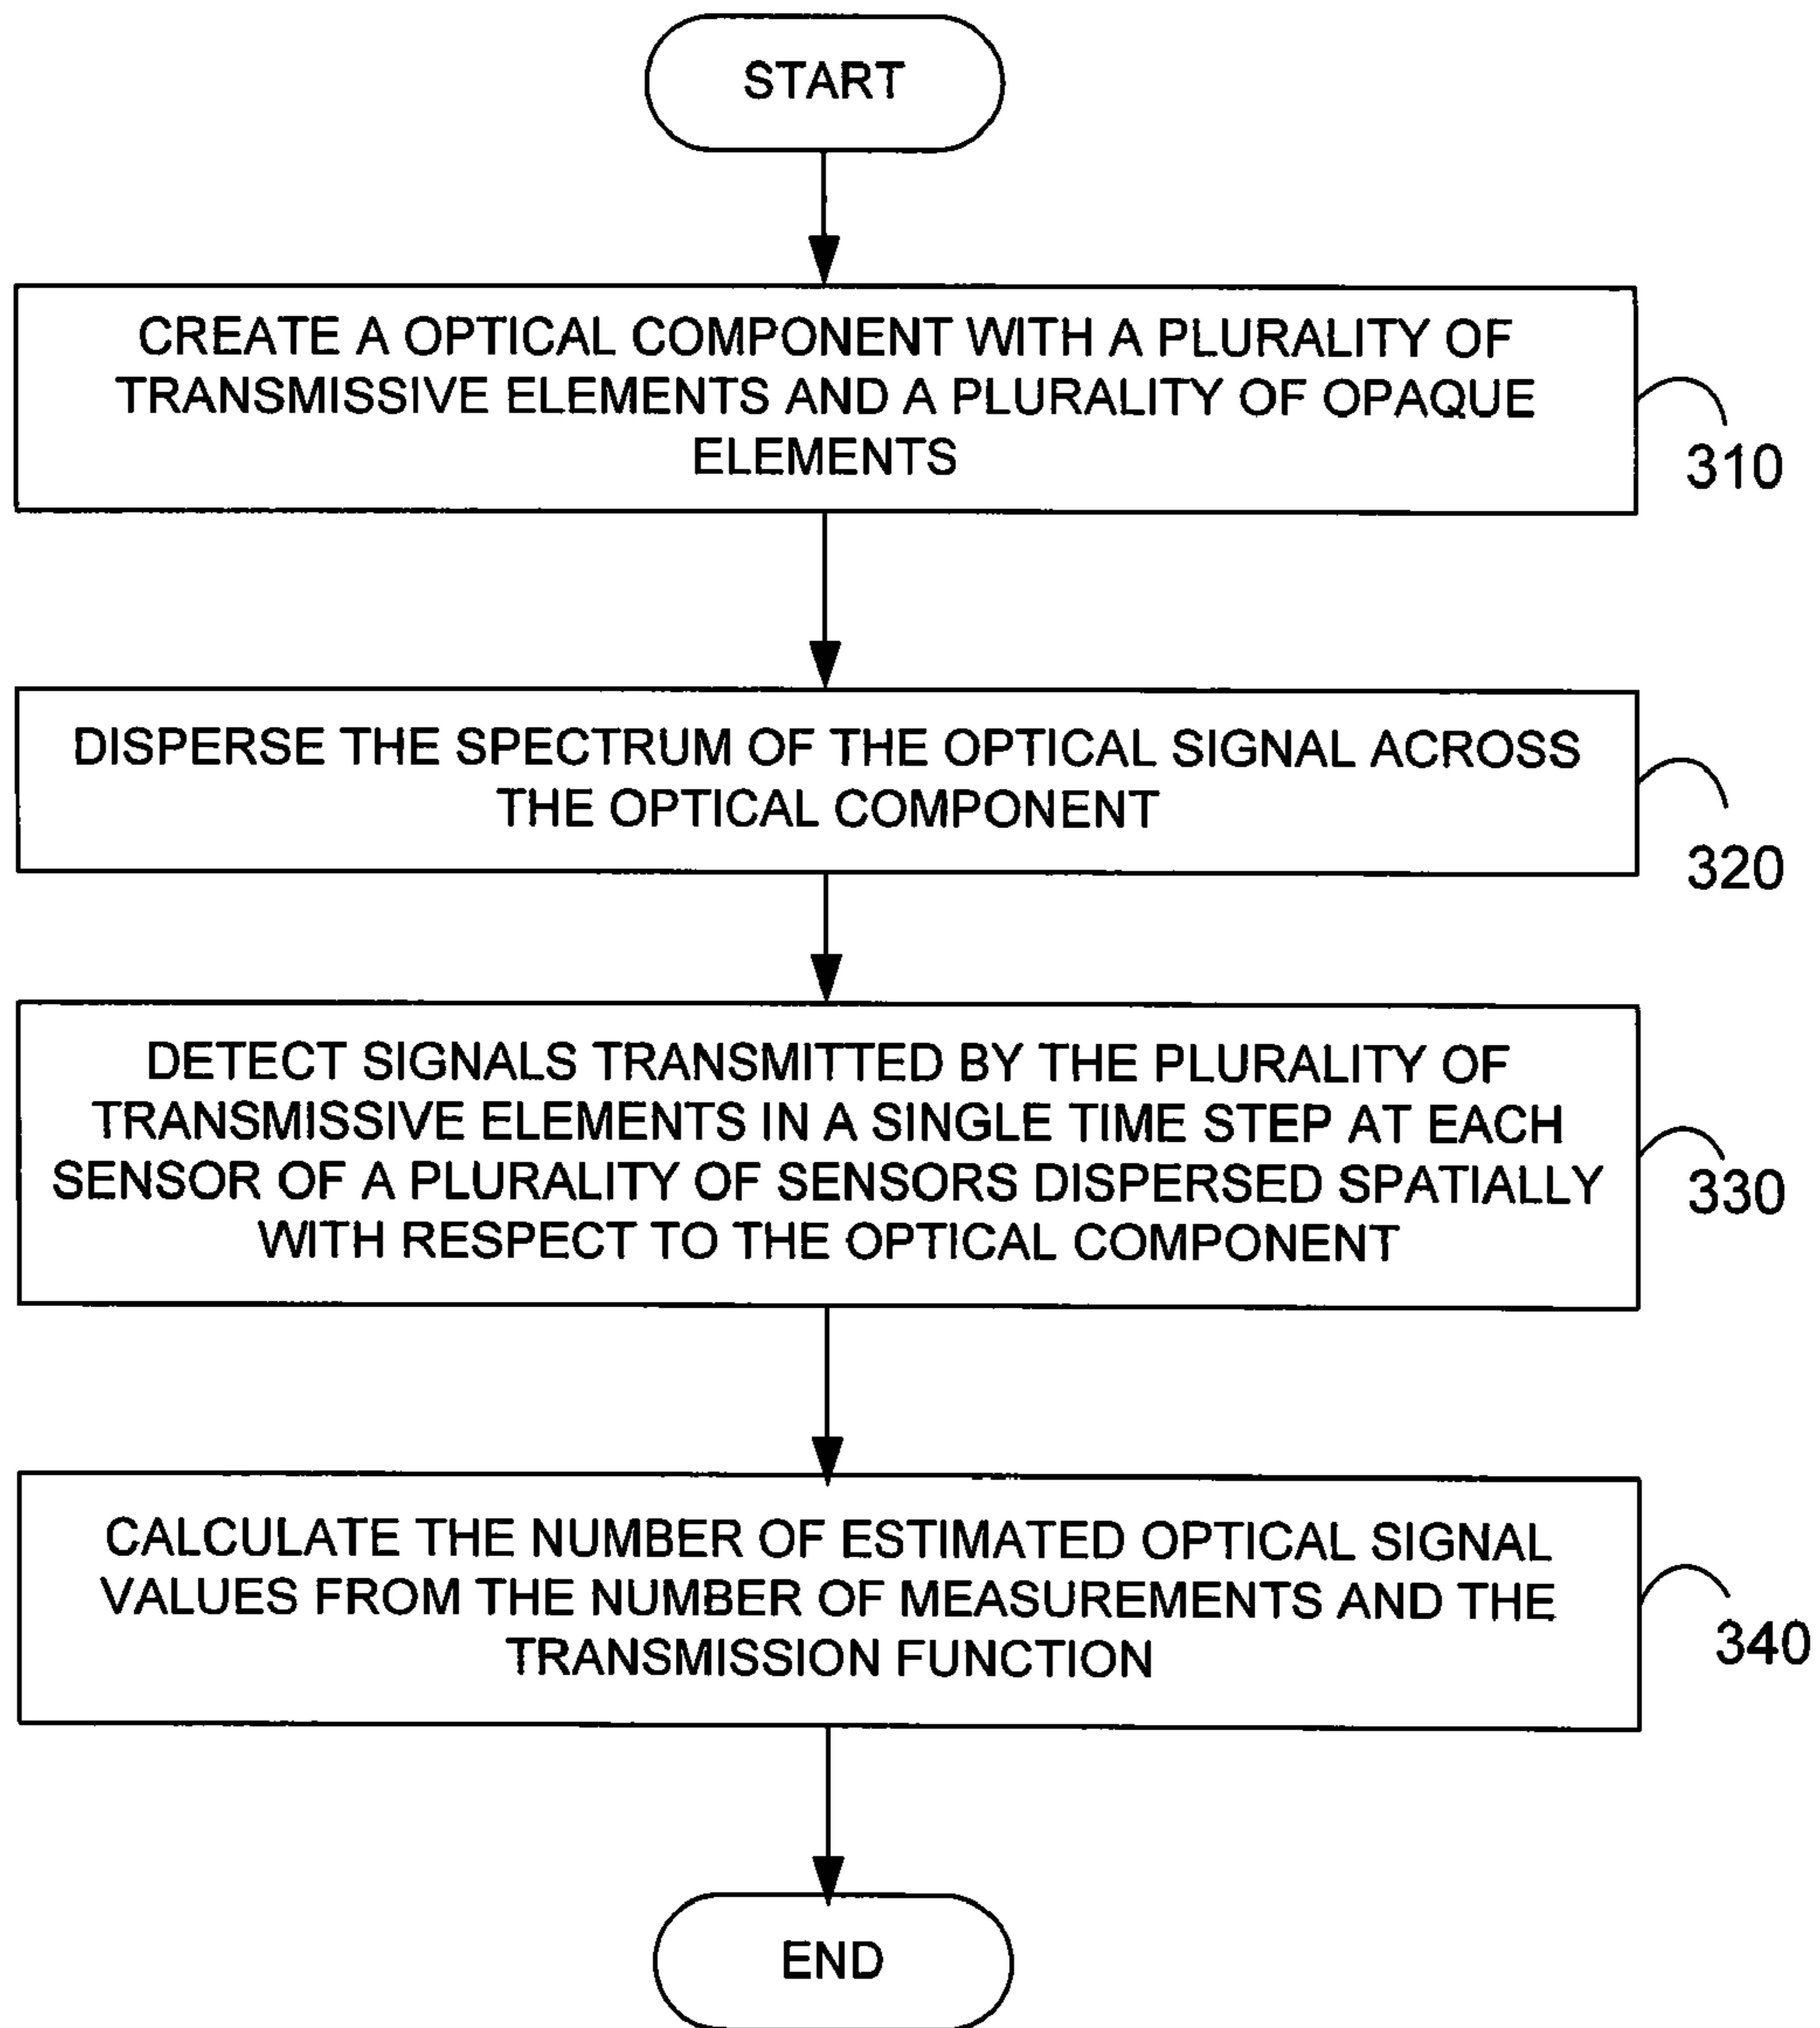 START
CREATE A OPTICAL COMPONENT WITH A PLURALITY OF
TRANSMISSIVE ELEMENTS AND A PLURALITY OF OPAQUE
ELEMENTS
310
DISPERSE THE SPECTRUM OF THE OPTICAL SIGNAL ACROSS
THE OPTICAL COMPONENT
320
DETECT SIGNALS TRANSMITTED BY THE PLURALITY OF
TRANSMISSIVE ELEMENTS IN A SINGLE TIME STEP AT EACH
SENSOR OF A PLURALITY OF SENSORS DISPERSED SPATIALLY
WITH RESPECT TO THE OPTICAL COMPONENT
330
CALCULATE THE NUMBER OF ESTIMATED OPTICAL SIGNAL
VALUES FROM THE NUMBER OF MEASUREMENTS AND THE
TRANSMISSION FUNCTION
340
END